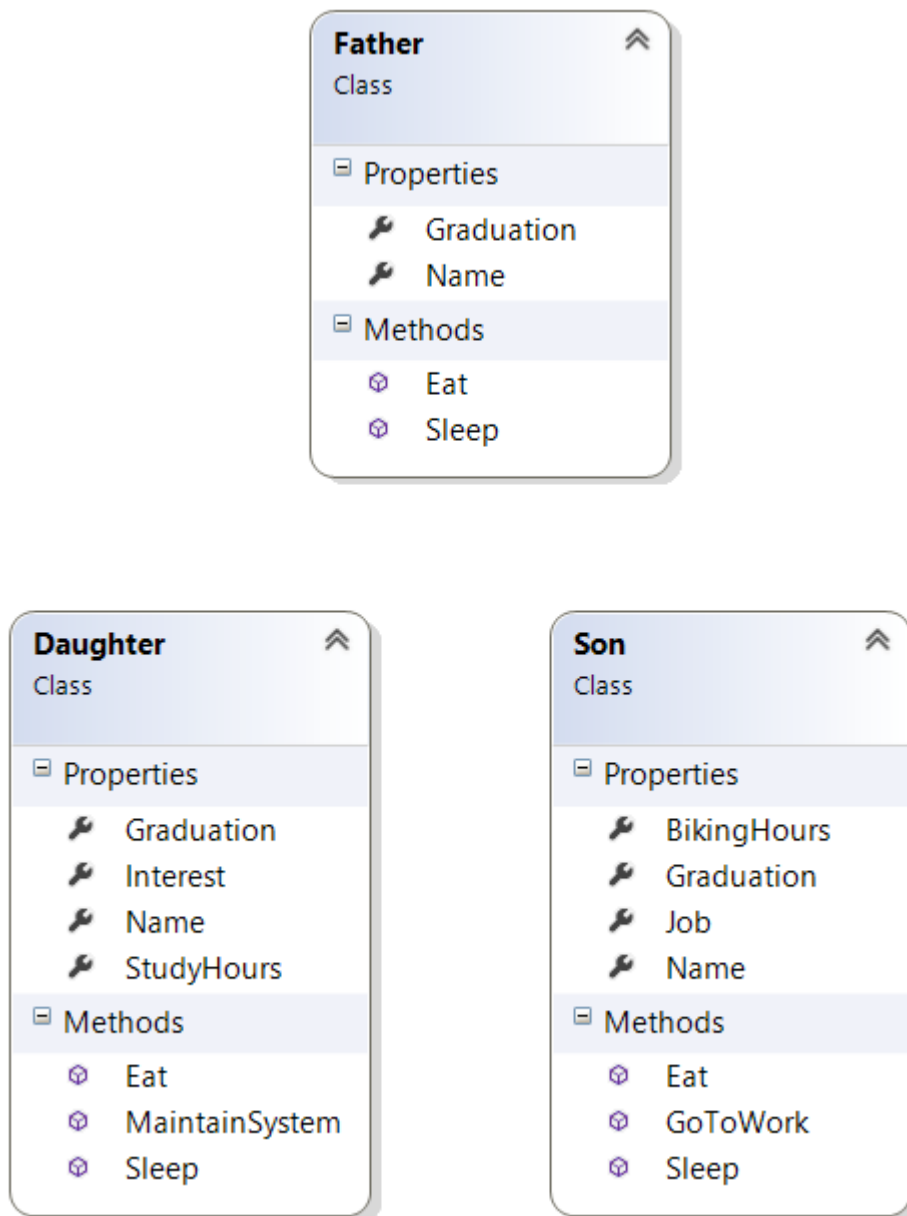 Father
Class
Properties
Graduation
Name
Methods
Eat
Sleep
Daughter
Class
Properties
Graduation
Interest
Name
StudyHours
Methods
Eat
MaintainSystem
Sleep
Son
Class
Properties
BikingHours
Graduation
Job
Name
Methods
Eat
GoToWork
Sleep